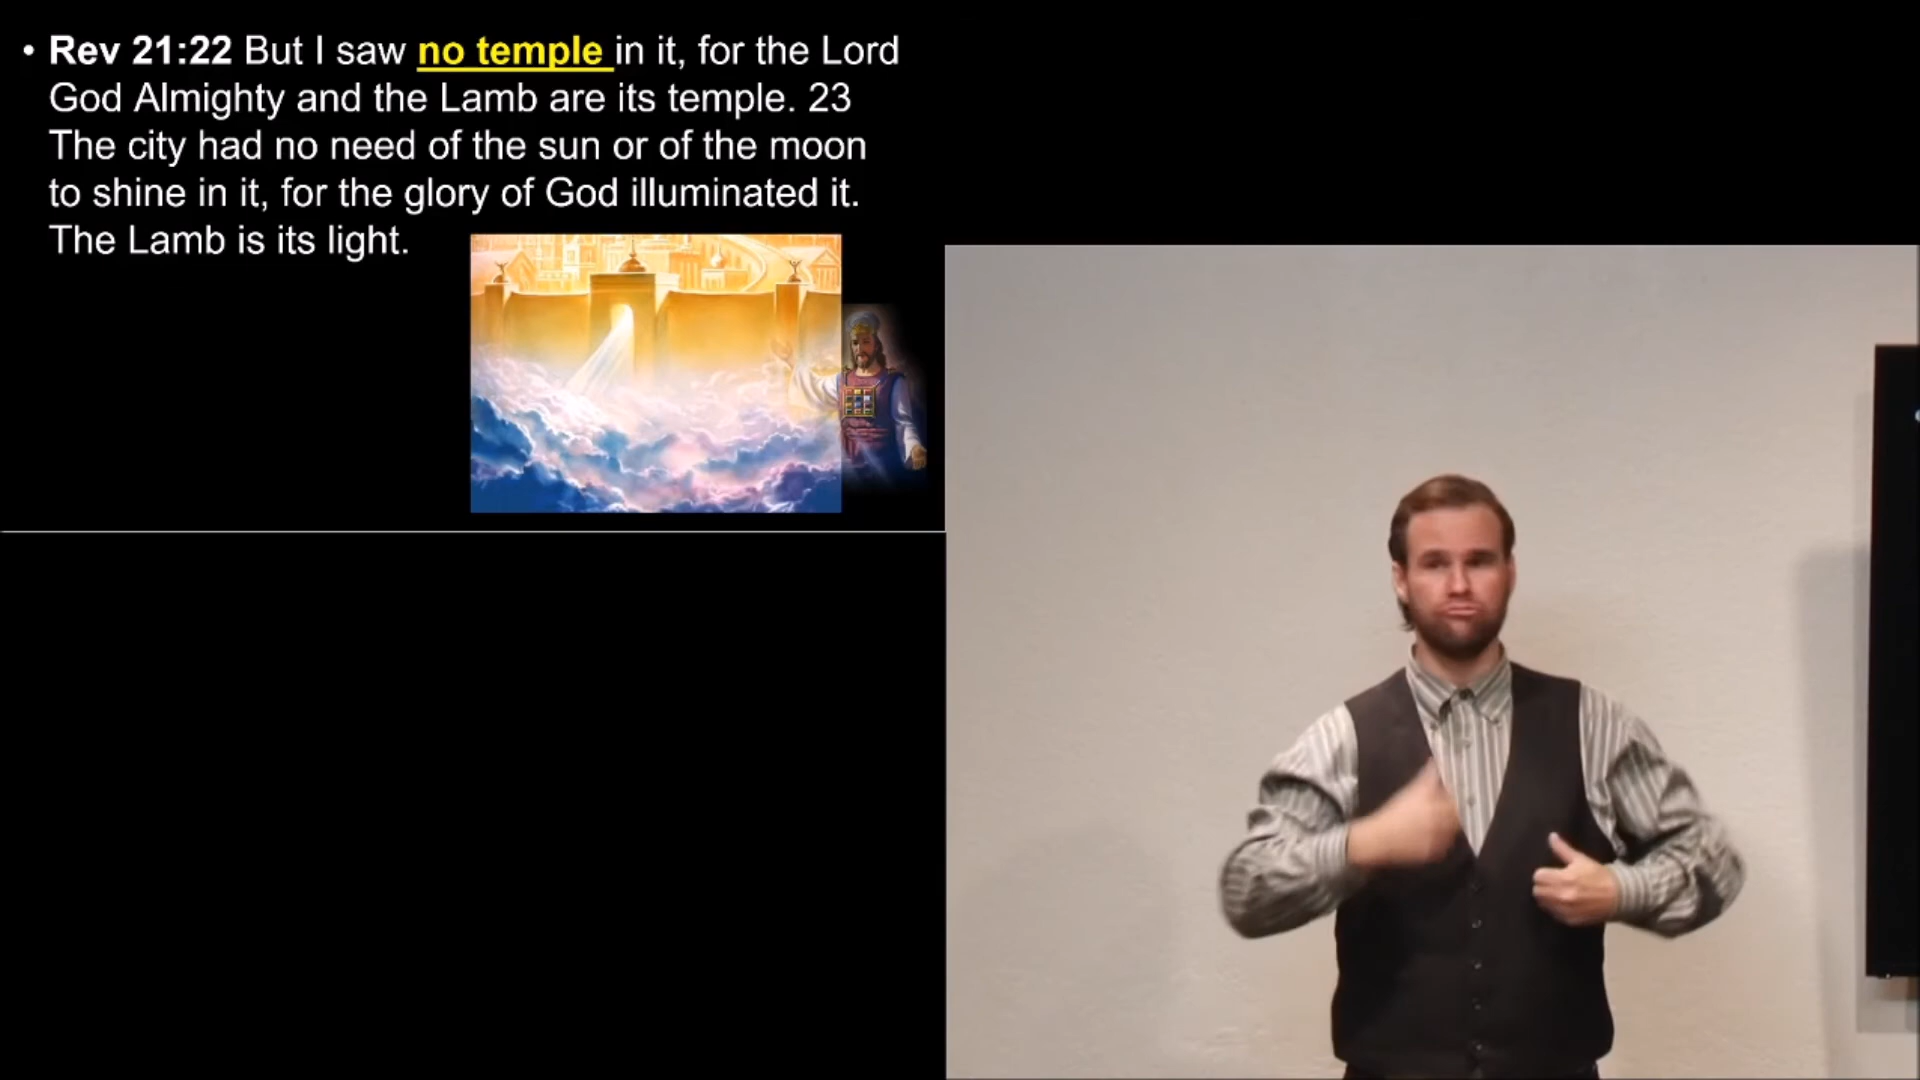 • Rev 21:22 But I saw no temple in it, for the Lord
God Almighty and the Lamb are its temple. 23
The city had no need of the sun or of the moon
to shine in it, for the glory of God illuminated it.
The Lamb is its light.